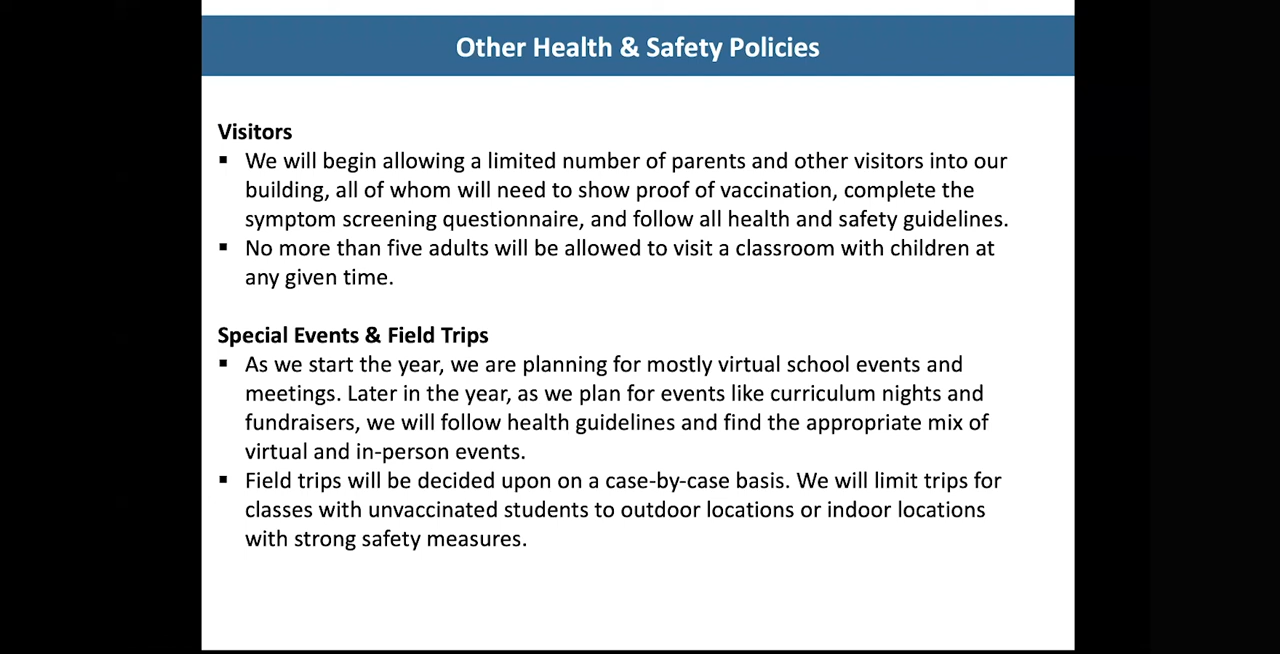 Other Health & Safety Policies
Visitors
▪ We will begin allowing a limited number of parents and other visitors into our
building, all of whom will need to show proof of vaccination, complete the
symptom screening questionnaire, and follow all health and safety guidelines.
▪ No more than five adults will be allowed to visit a classroom with children at
any given time.
Special Events & Field Trips
▪ As we start the year, we are planning for mostly virtual school events and
meetings. Later in the year, as we plan for events like curriculum nights and
fundraisers, we will follow health guidelines and find the appropriate mix of
virtual and in-person events.
▪ Field trips will be decided upon on a case-by-case basis. We will limit trips for
classes with unvaccinated students to outdoor locations or indoor locations
with strong safety measures.